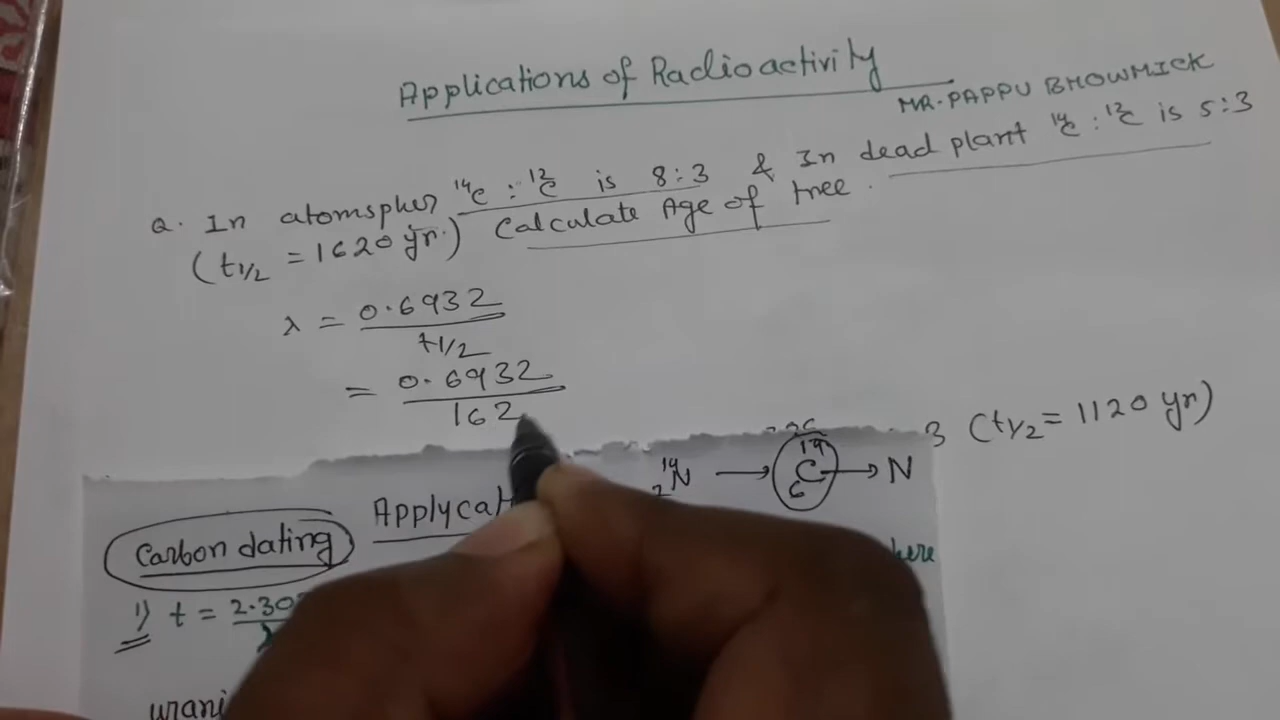 Applications of Radioactivity
MR. PAPPU BHOWMICK
Q. In atomspher ¹⁴C : ¹²C is 8:3 & In dead plant ¹⁴C : ¹²C is 5:3
(t1/2 = 1620 yr.) Calculate Age of tree.
λ = 0.6932 / t1/2
= 0.6932 / 162
3 (t1/2 = 1120 yr)
¹⁴N → ¹⁴₆C → N
Carbon dating
1) t = 2.30